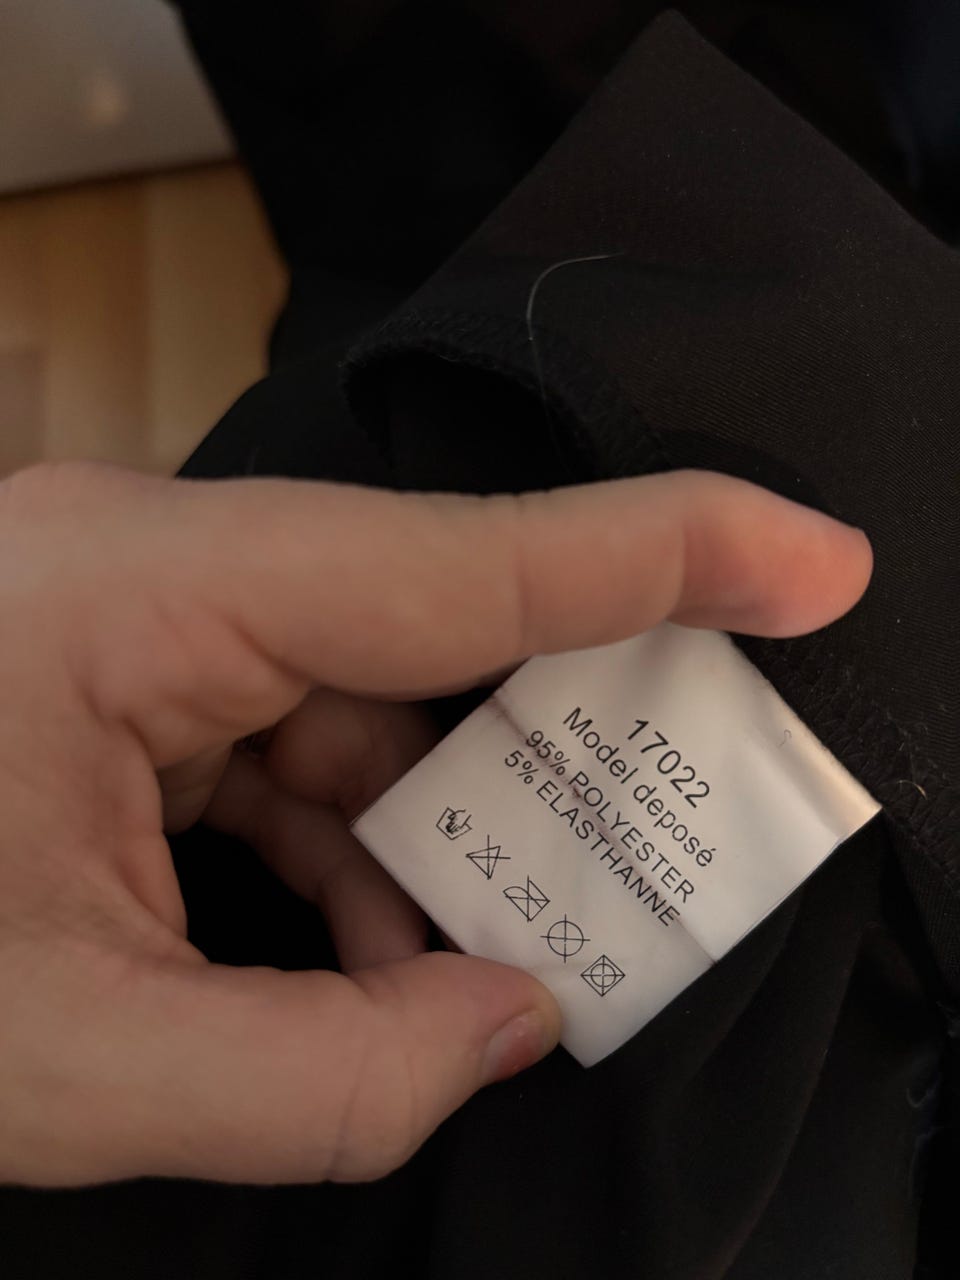 17022
Model deposé
95% POLYESTER
5% ELASTHANNE